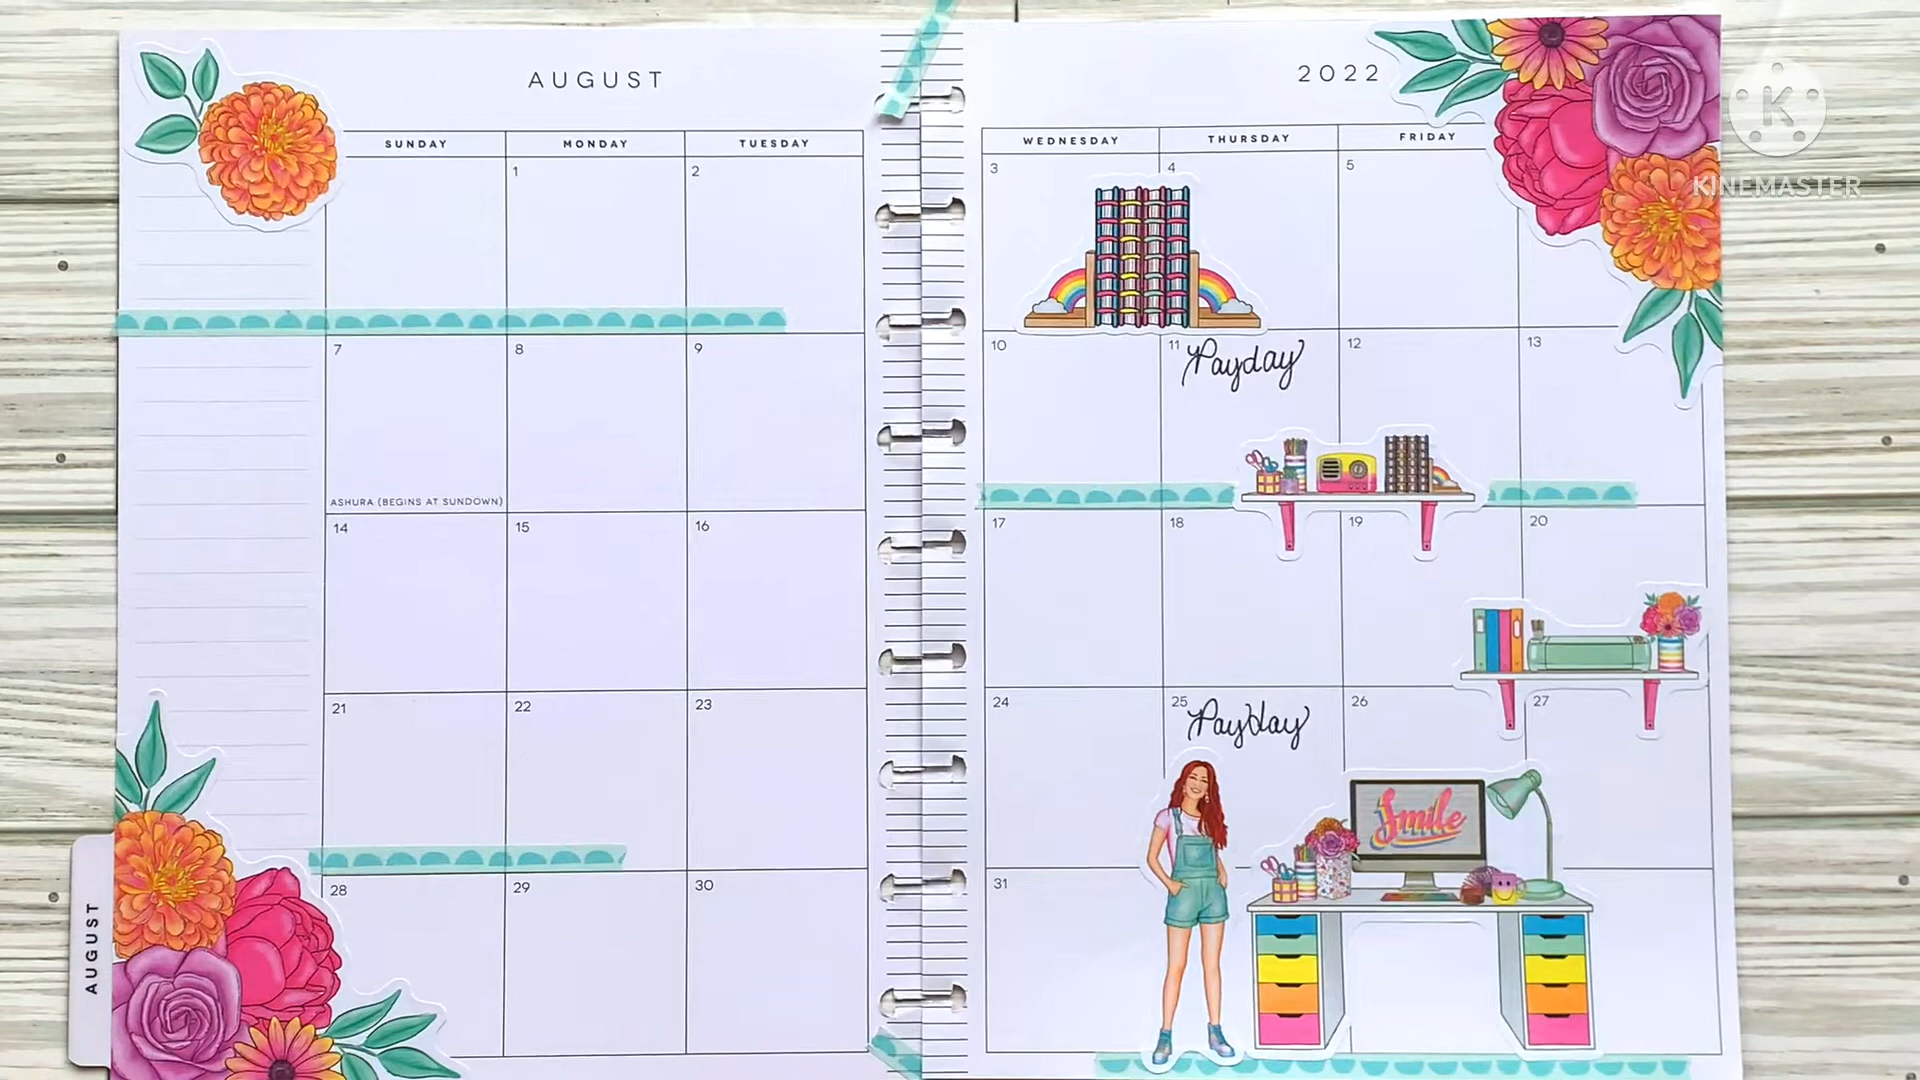 AUGUST
2022
SUNDAY MONDAY TUESDAY
WEDNESDAY THURSDAY FRIDAY
K
KINEMASTER
1 2
3 4 5
7 8 9
10 11 12 13
Payday
ASHURA (BEGINS AT SUNDOWN)
14 15 16
17 18 19 20
21 22 23
24 25 26 27
Payday
Smile
28 29 30
31
AUGUST